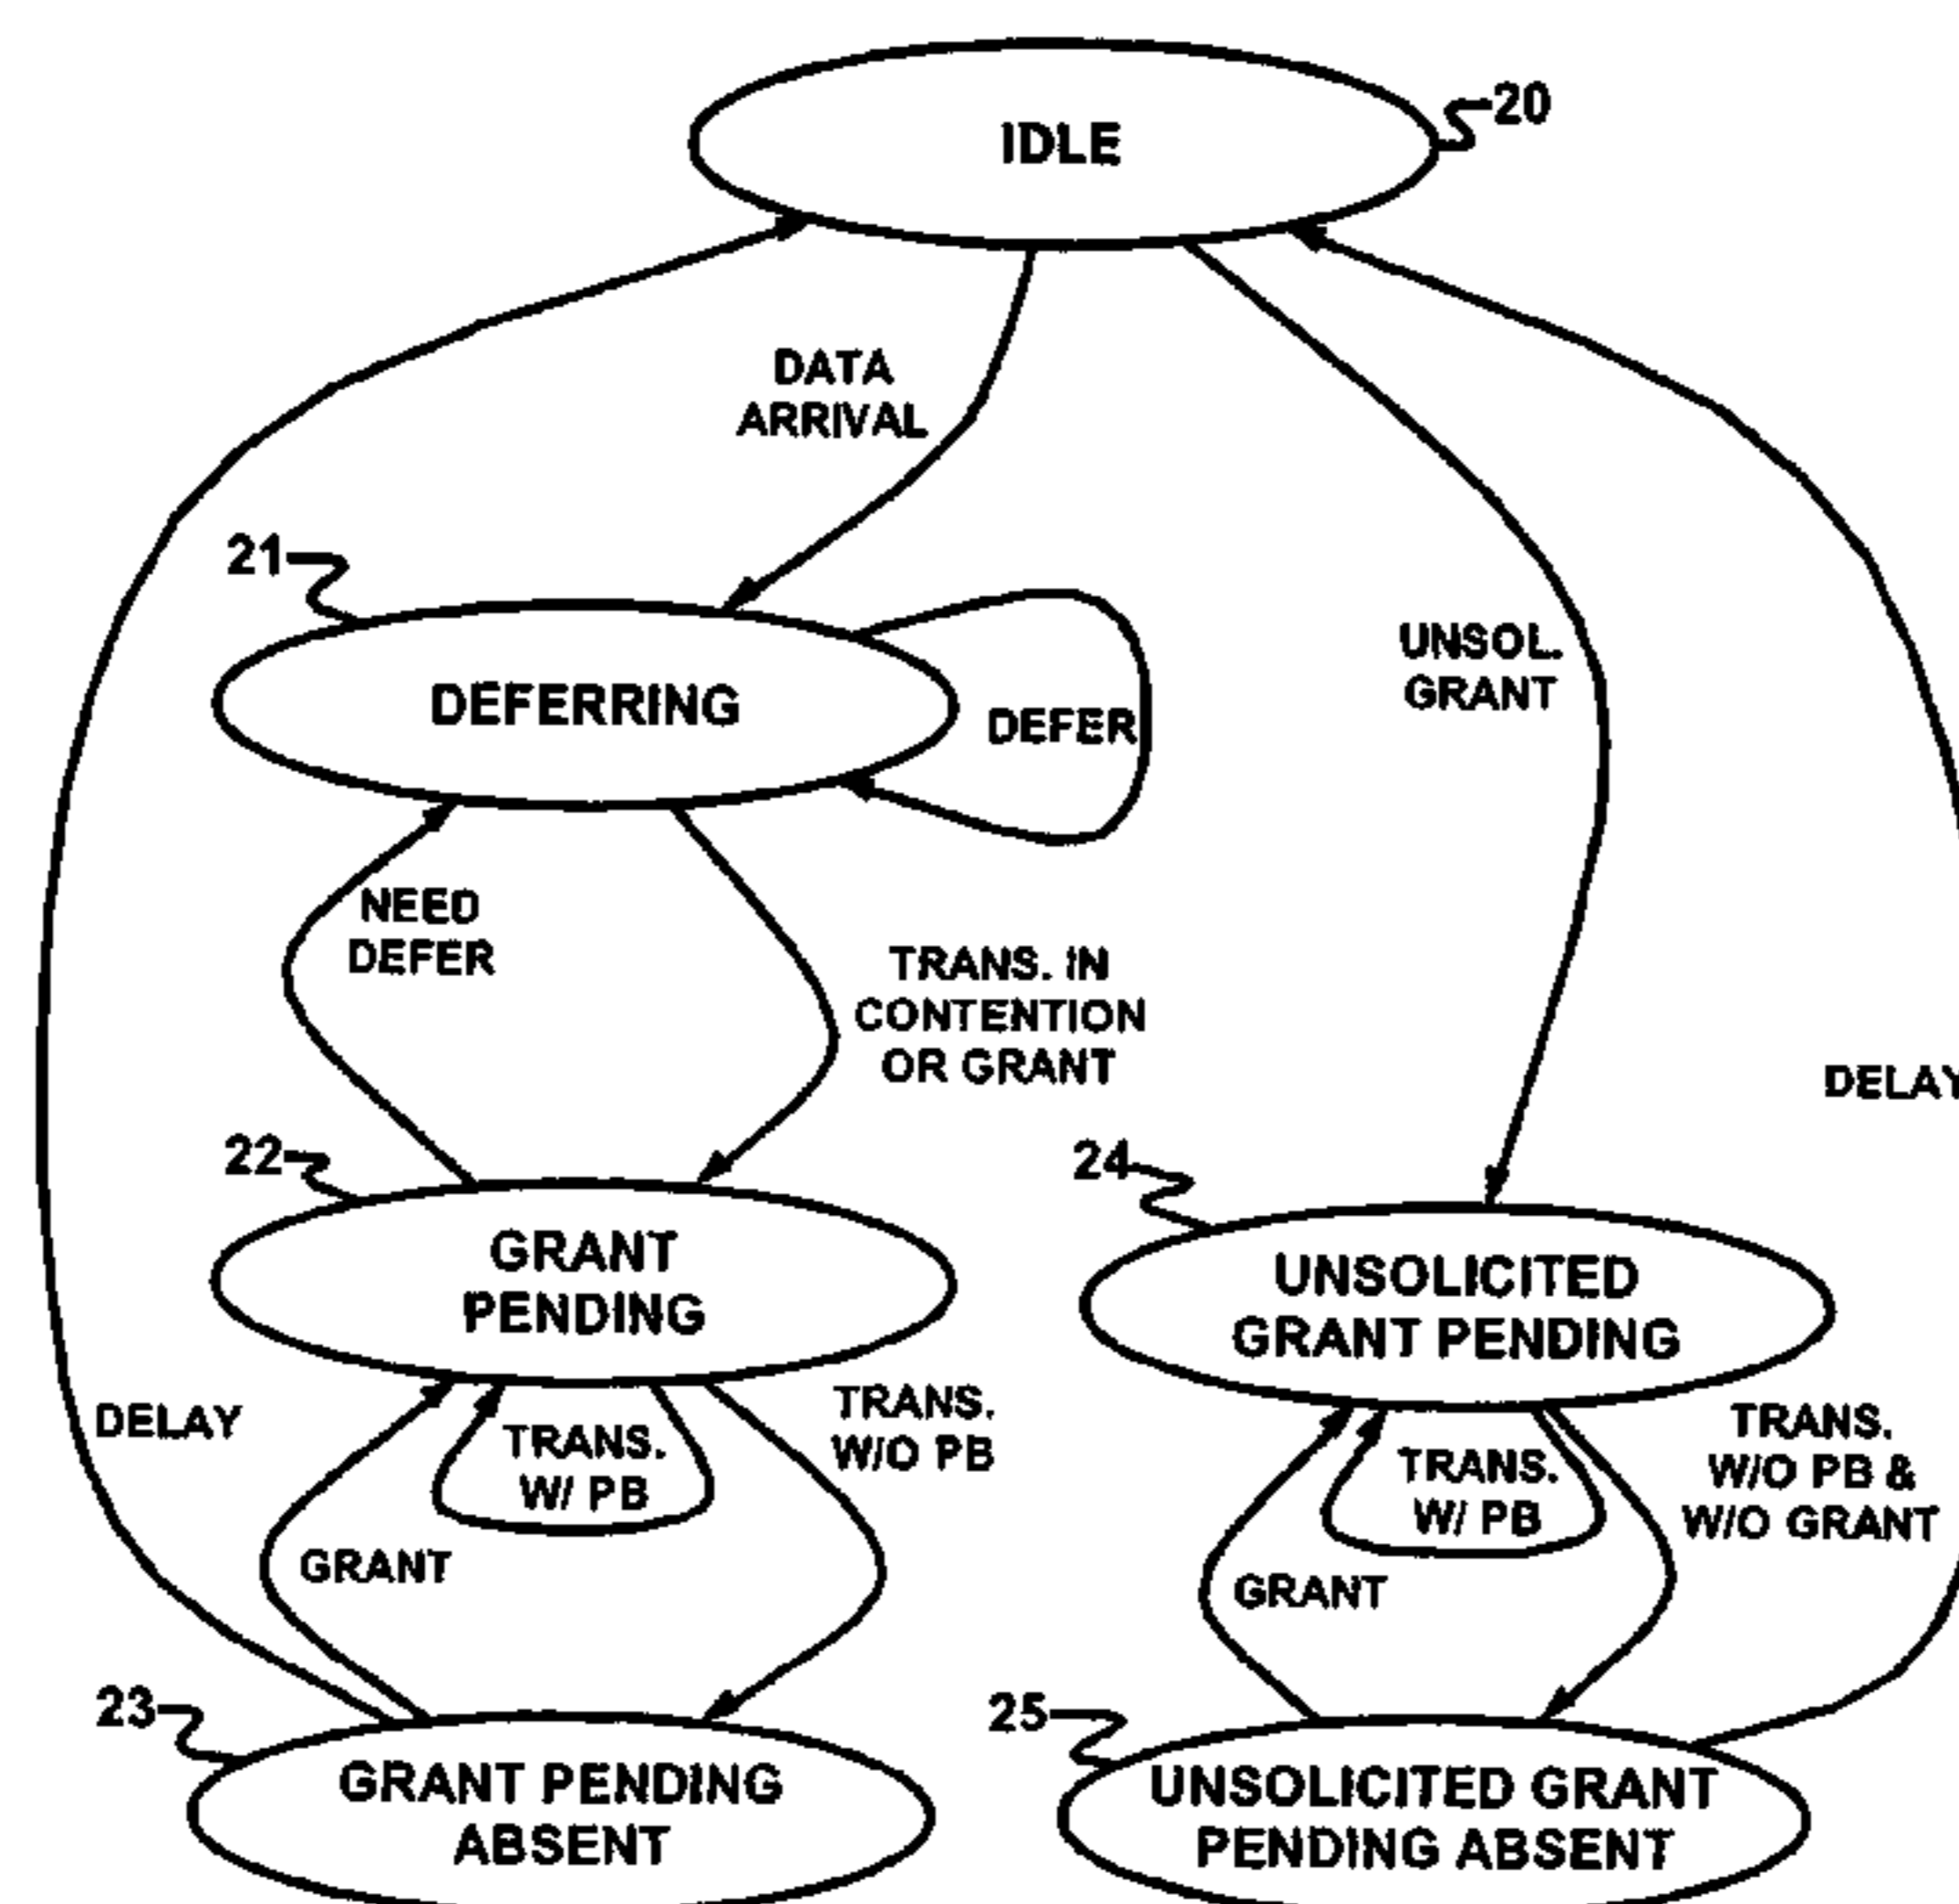 IDLE
20
DATA
ARRIVAL
21
UNSOL.
GRANT
DEFERRING
DEFER
NEED
DEFER
TRANS. IN
CONTENTION
OR GRANT
DELAY
22
24
GRANT
PENDING
UNSOLICITED
GRANT PENDING
DELAY
TRANS.
W/ PB
TRANS.
W/O PB
GRANT
TRANS.
W/ PB
TRANS.
W/O PB &
W/O GRANT
GRANT
23
25
GRANT PENDING
ABSENT
UNSOLICITED GRANT
PENDING ABSENT